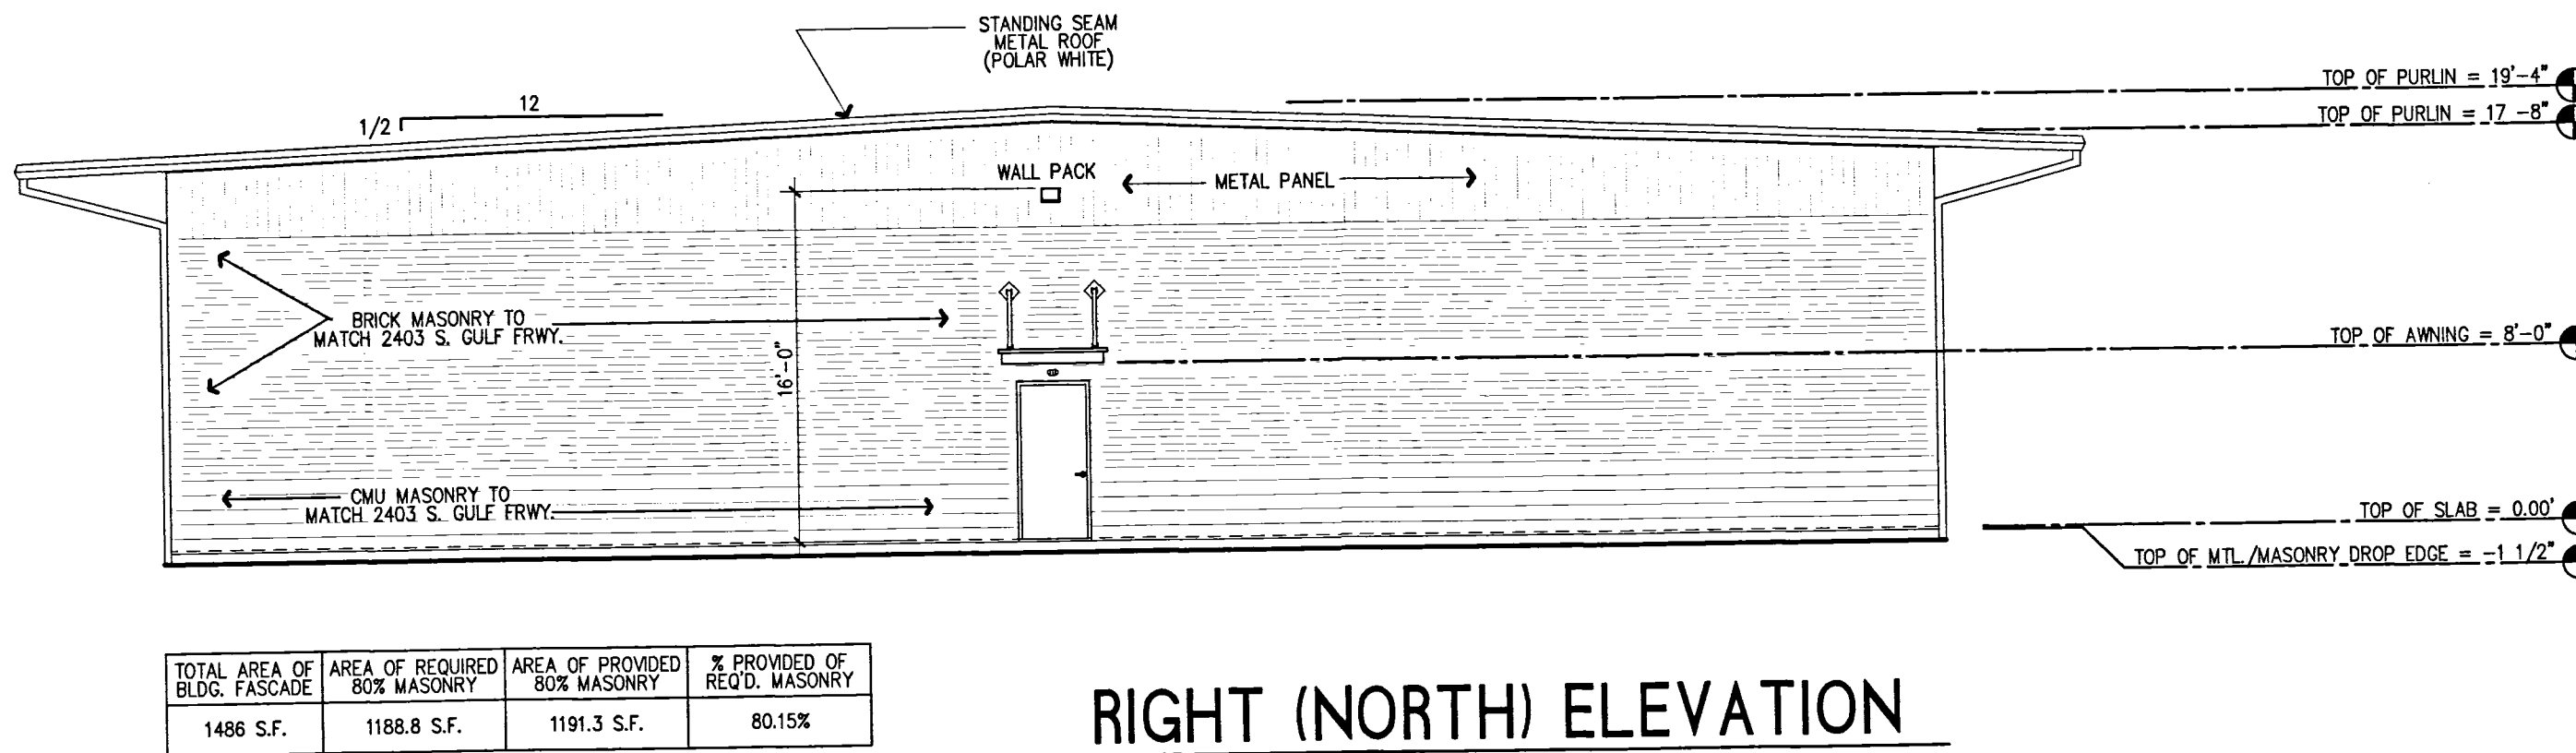 STANDING SEAM
METAL ROOF
(POLAR WHITE)
12
1/2
TOP OF PURLIN = 19'-4"
TOP OF PURLIN = 17 -8"
WALL PACK
METAL PANEL
BRICK MASONRY TO
MATCH 2403 S. GULF FRWY.
16'-0"
TOP OF AWNING = 8'-0"
CMU MASONRY TO
MATCH 2403 S. GULF FRWY.
TOP OF SLAB = 0.00'
TOP OF MTL./MASONRY DROP EDGE = -1 1/2"
TOTAL AREA OF
BLDG. FASCADE
AREA OF REQUIRED
80% MASONRY
AREA OF PROVIDED
80% MASONRY
% PROVIDED OF
REQ'D. MASONRY
1486 S.F.
1188.8 S.F.
1191.3 S.F.
80.15%
RIGHT (NORTH) ELEVATION